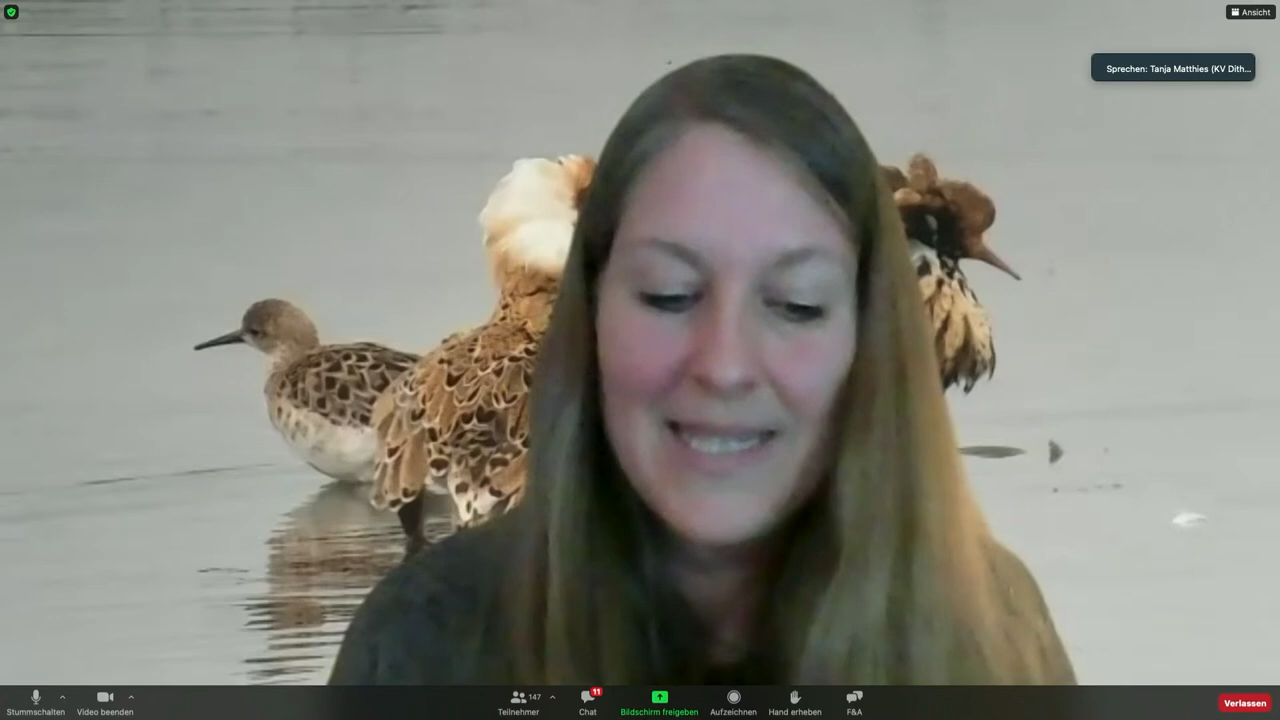 Ansicht
Sprechen: Tanja Matthies (KV Dith...
Stummschalten
Video beenden
147
Teilnehmer
11
Chat
Bildschirm freigeben
Aufzeichnen
Hand erheben
F&A
Verlassen